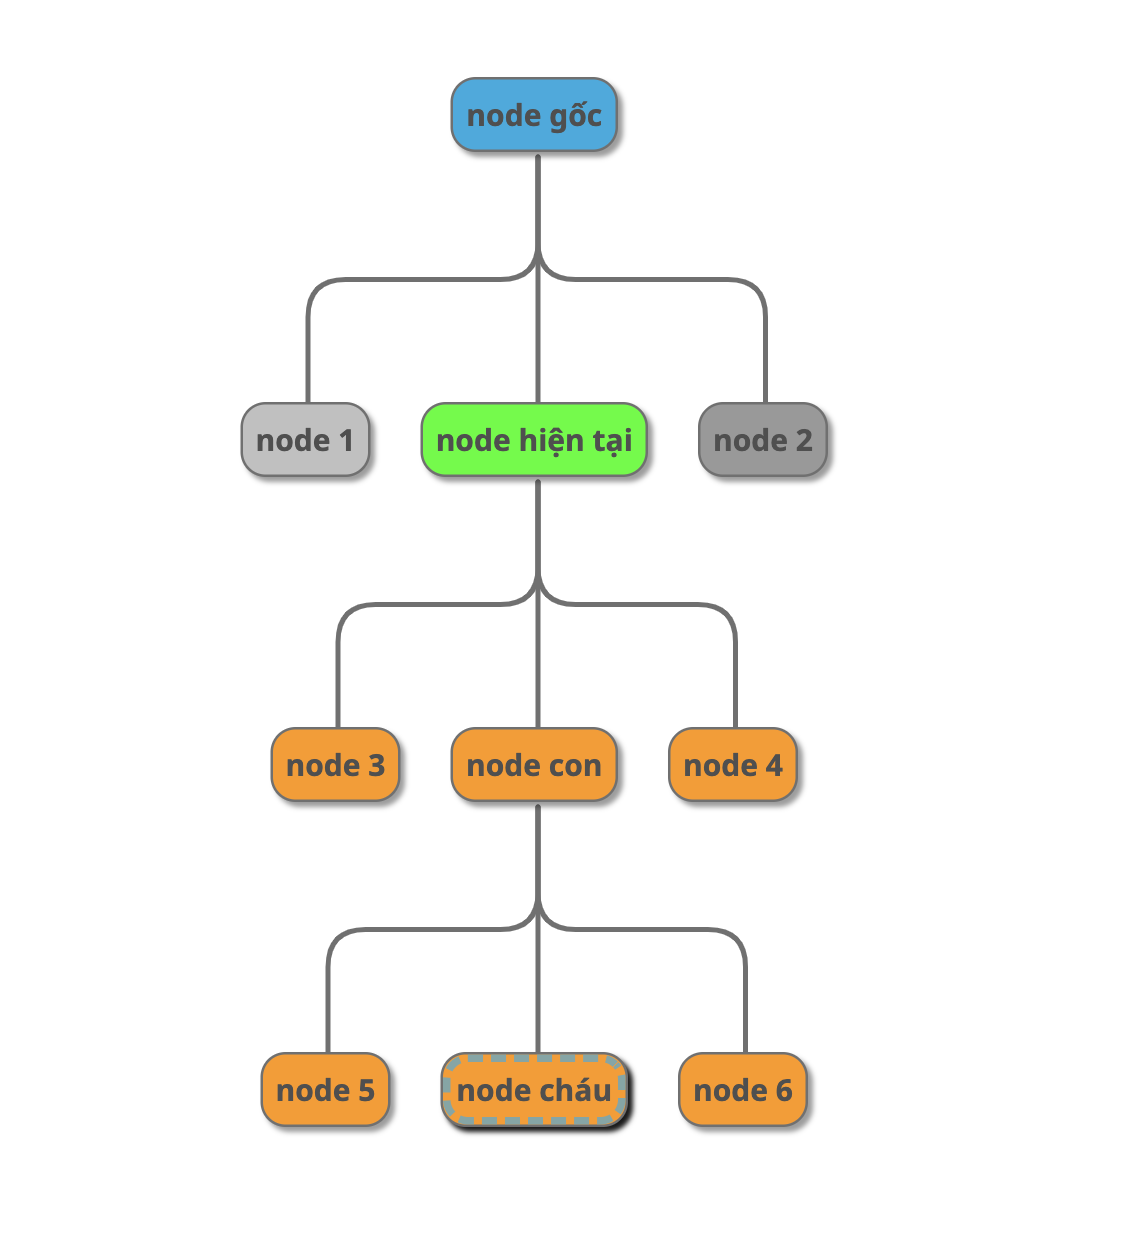 node gốc
node 1
node hiện tại
node 2
node 3
node con
node 4
node 5
node cháu
node 6